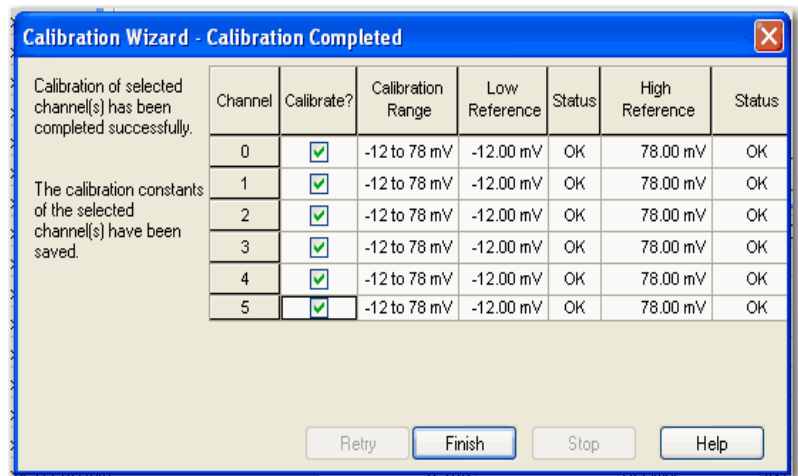 Calibration Wizard - Calibration Completed
Calibration of selected
channel(s) has been
completed successfully.
The calibration constants
of the selected
channel(s) have been
saved.
Channel Calibrate? Calibration Range Low Reference Status High Reference Status
0 -12 to 78 mV -12.00 mV OK 78.00 mV OK
1 -12 to 78 mV -12.00 mV OK 78.00 mV OK
2 -12 to 78 mV -12.00 mV OK 78.00 mV OK
3 -12 to 78 mV -12.00 mV OK 78.00 mV OK
4 -12 to 78 mV -12.00 mV OK 78.00 mV OK
5 -12 to 78 mV -12.00 mV OK 78.00 mV OK
Retry Finish Stop Help